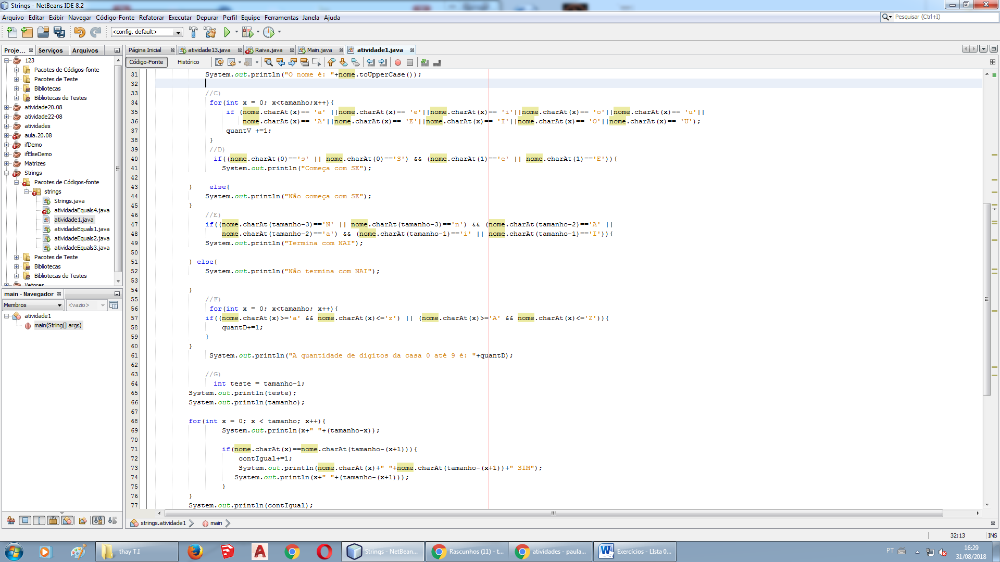 Strings - NetBeans IDE 8.2
Arquivo Editar Exibir Navegar Código-Fonte Refatorar Executar Depurar Perfil Equipe Ferramentas Janela Ajuda
Pesquisar (Ctrl+I)
<config. default>
Proje... Serviços Arquivos
Página Inicial atividade13.java Raiva.java Main.java atividade1.java
Código-Fonte Histórico
123
Pacotes de Códigos-fonte
Pacotes de Teste
Bibliotecas
Bibliotecas de Testes
atividade20.08
atividade22-08
atividades
aula.20.08
ifDemo
ifElseDemo
Matrizes
Strings
Pacotes de Códigos-fonte
strings
Strings.java
atividadaEquals4.java
atividade1.java
atividadeEquals1.java
atividadeEquals2.java
atividadeEquals3.java
Pacotes de Teste
Bibliotecas
Bibliotecas de Testes
Vetores
main - Navegador
Membros <vazio>
atividade1
main(String[] args)
31 System.out.println("O nome é: "+nome.toUpperCase());
32
33 //C)
34 for(int x = 0; x<tamanho;x++){
35 if (nome.charAt(x)== 'a' ||nome.charAt(x)== 'e'||nome.charAt(x)== 'i'||nome.charAt(x)== 'o'||nome.charAt(x)== 'u'||
36 nome.charAt(x)== 'A'||nome.charAt(x)== 'E'||nome.charAt(x)== 'I'||nome.charAt(x)== 'O'||nome.charAt(x)== 'U');
37 quantV +=1;
38 }
39 //D)
40 if((nome.charAt(0)=='s' || nome.charAt(0)=='S') && (nome.charAt(1)=='e' || nome.charAt(1)=='E')){
41 System.out.println("Começa com SE");
42
43 } else{
44 System.out.println("Não começa com SE");
45 }
46 //E)
47 if((nome.charAt(tamanho-3)=='N' || nome.charAt(tamanho-3)=='n') && (nome.charAt(tamanho-2)=='A' ||
48 nome.charAt(tamanho-2)=='a') && (nome.charAt(tamanho-1)=='i' || nome.charAt(tamanho-1)=='I')){
49 System.out.println("Termina com NAI");
50
51 } else{
52 System.out.println("Não termina com NAI");
53
54 }
55 //F)
56 for(int x = 0; x<tamanho; x++){
57 if((nome.charAt(x)>='a' && nome.charAt(x)<='z') || (nome.charAt(x)>='A' && nome.charAt(x)<='Z')){
58 quantD+=1;
59 }
60 }
61 System.out.println("A quantidade de digitos da casa 0 até 9 é: "+quantD);
62
63 //G)
64 int teste = tamanho-1;
65 System.out.println(teste);
66 System.out.println(tamanho);
67
68 for(int x = 0; x < tamanho; x++){
69 System.out.println(x+" "+(tamanho-x));
70
71 if(nome.charAt(x)==nome.charAt(tamanho-(x+1))){
72 contIgual+=1;
73 System.out.println(nome.charAt(x)+" "+nome.charAt(tamanho-(x+1))+" SIM");
74 System.out.println(x+" "+(tamanho-(x+1)));
75 }
76 }
77 System.out.println(contIgual);
strings.atividade1 main
32:13 INS
thay T.I Strings - NetBean... Rascunhos (11) - t... atividades - paula... Exercícios - LIsta 0...
PT 16:29
31/08/2018